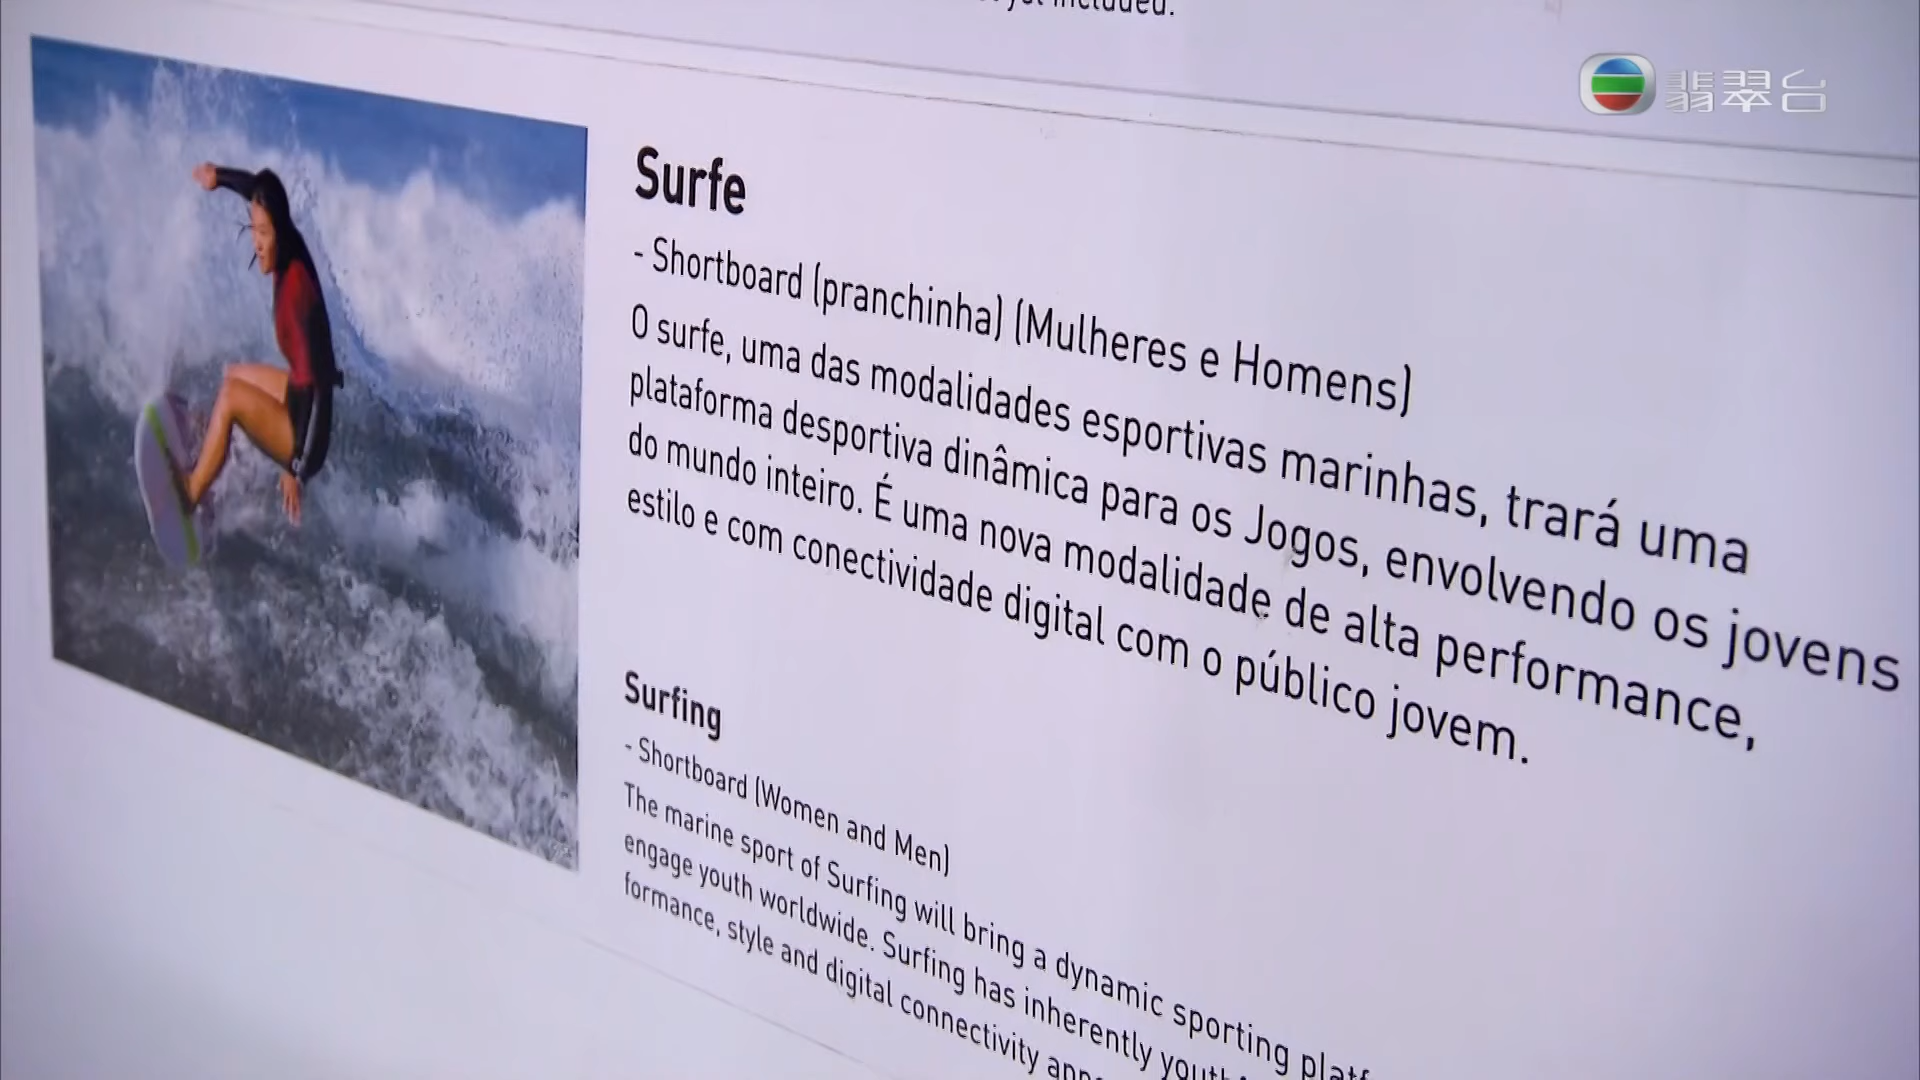 yet included.
翡翠台
Surfe
- Shortboard (pranchinha) (Mulheres e Homens)
O surfe, uma das modalidades esportivas marinhas, trará uma
plataforma desportiva dinâmica para os Jogos, envolvendo os jovens
do mundo inteiro. É uma nova modalidade de alta performance,
estilo e com conectividade digital com o público jovem.
Surfing
- Shortboard (Women and Men)
The marine sport of Surfing will bring a dynamic sporting
engage youth worldwide. Surfing has inherently
formance, style and digital connectivity